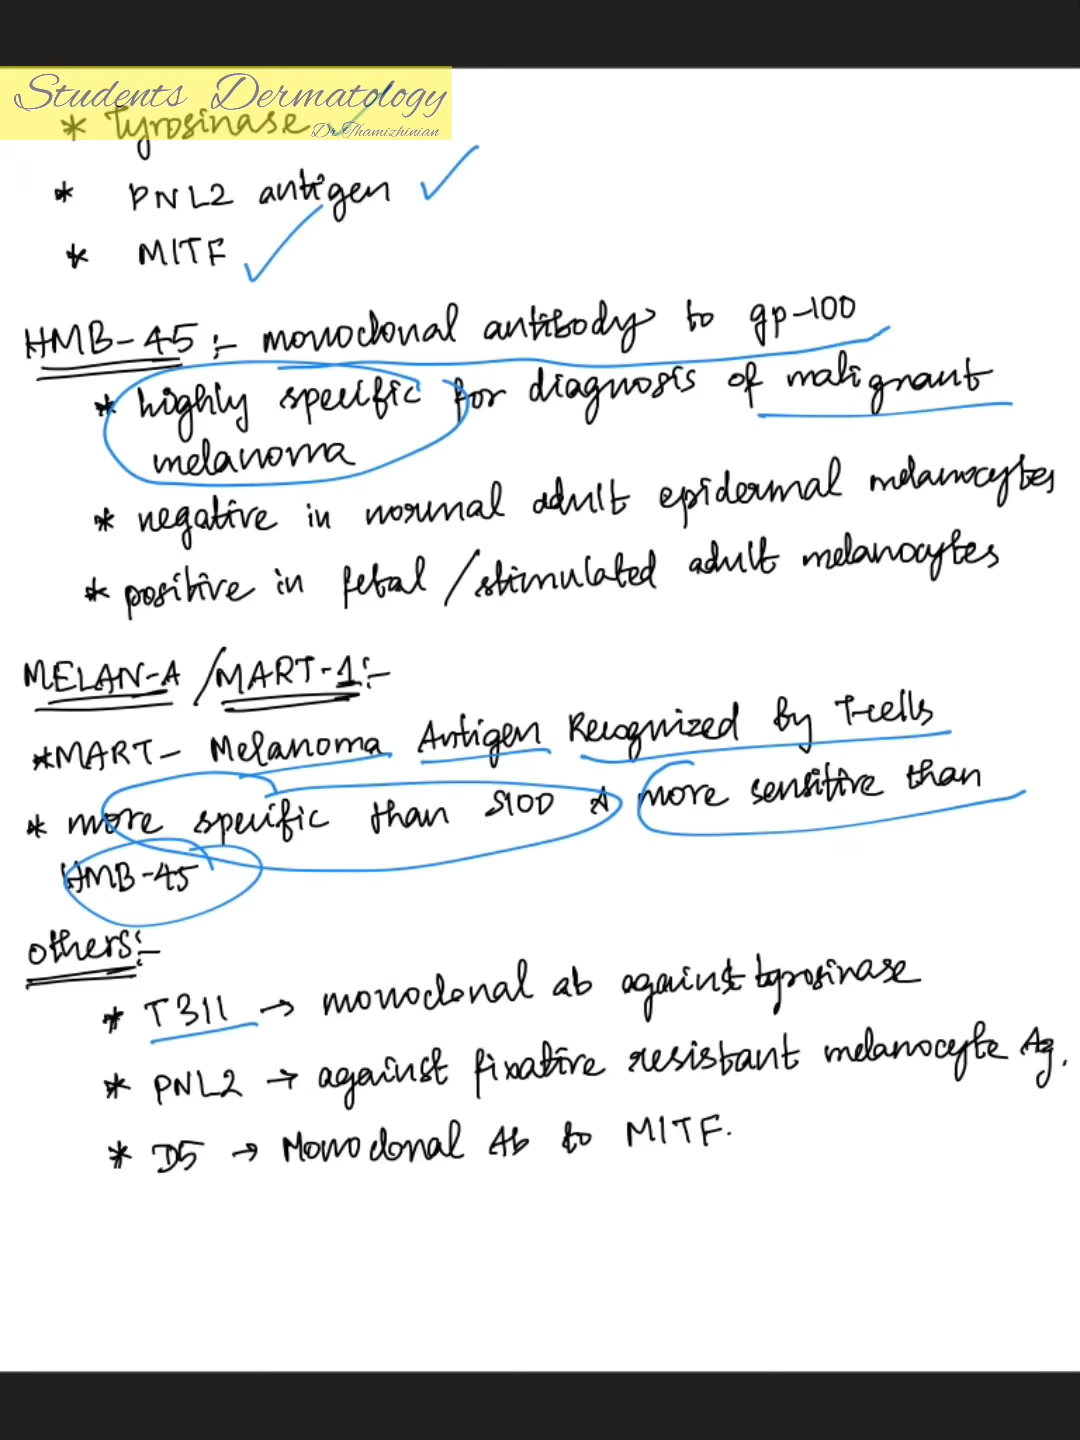 Students Dermatology
* Tyrosinase Dr Thamizhinian
* PNL2 antigen
* MITF
HMB-45 :- monoclonal antibody to gp-100
* highly specific for diagnosis of malignant
melanoma
* negative in normal adult epidermal melanocytes
* positive in fetal / stimulated adult melanocytes
MELAN-A / MART-1:-
* MART - Melanoma Antigen Recognized By T-cells
* more specific than S100 & more sensitive than
HMB-45
others:-
* T311 → monoclonal ab against tyrosinase
* PNL2 → against fixative resistant melanocyte Ag.
* D5 → Monoclonal Ab to MITF.